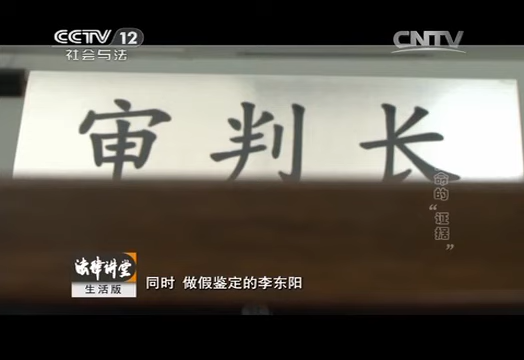 CCTV 12
社会与法
CNTV
审判长
命的
“证据”
法律讲堂
生活版
同时 做假鉴定的李东阳